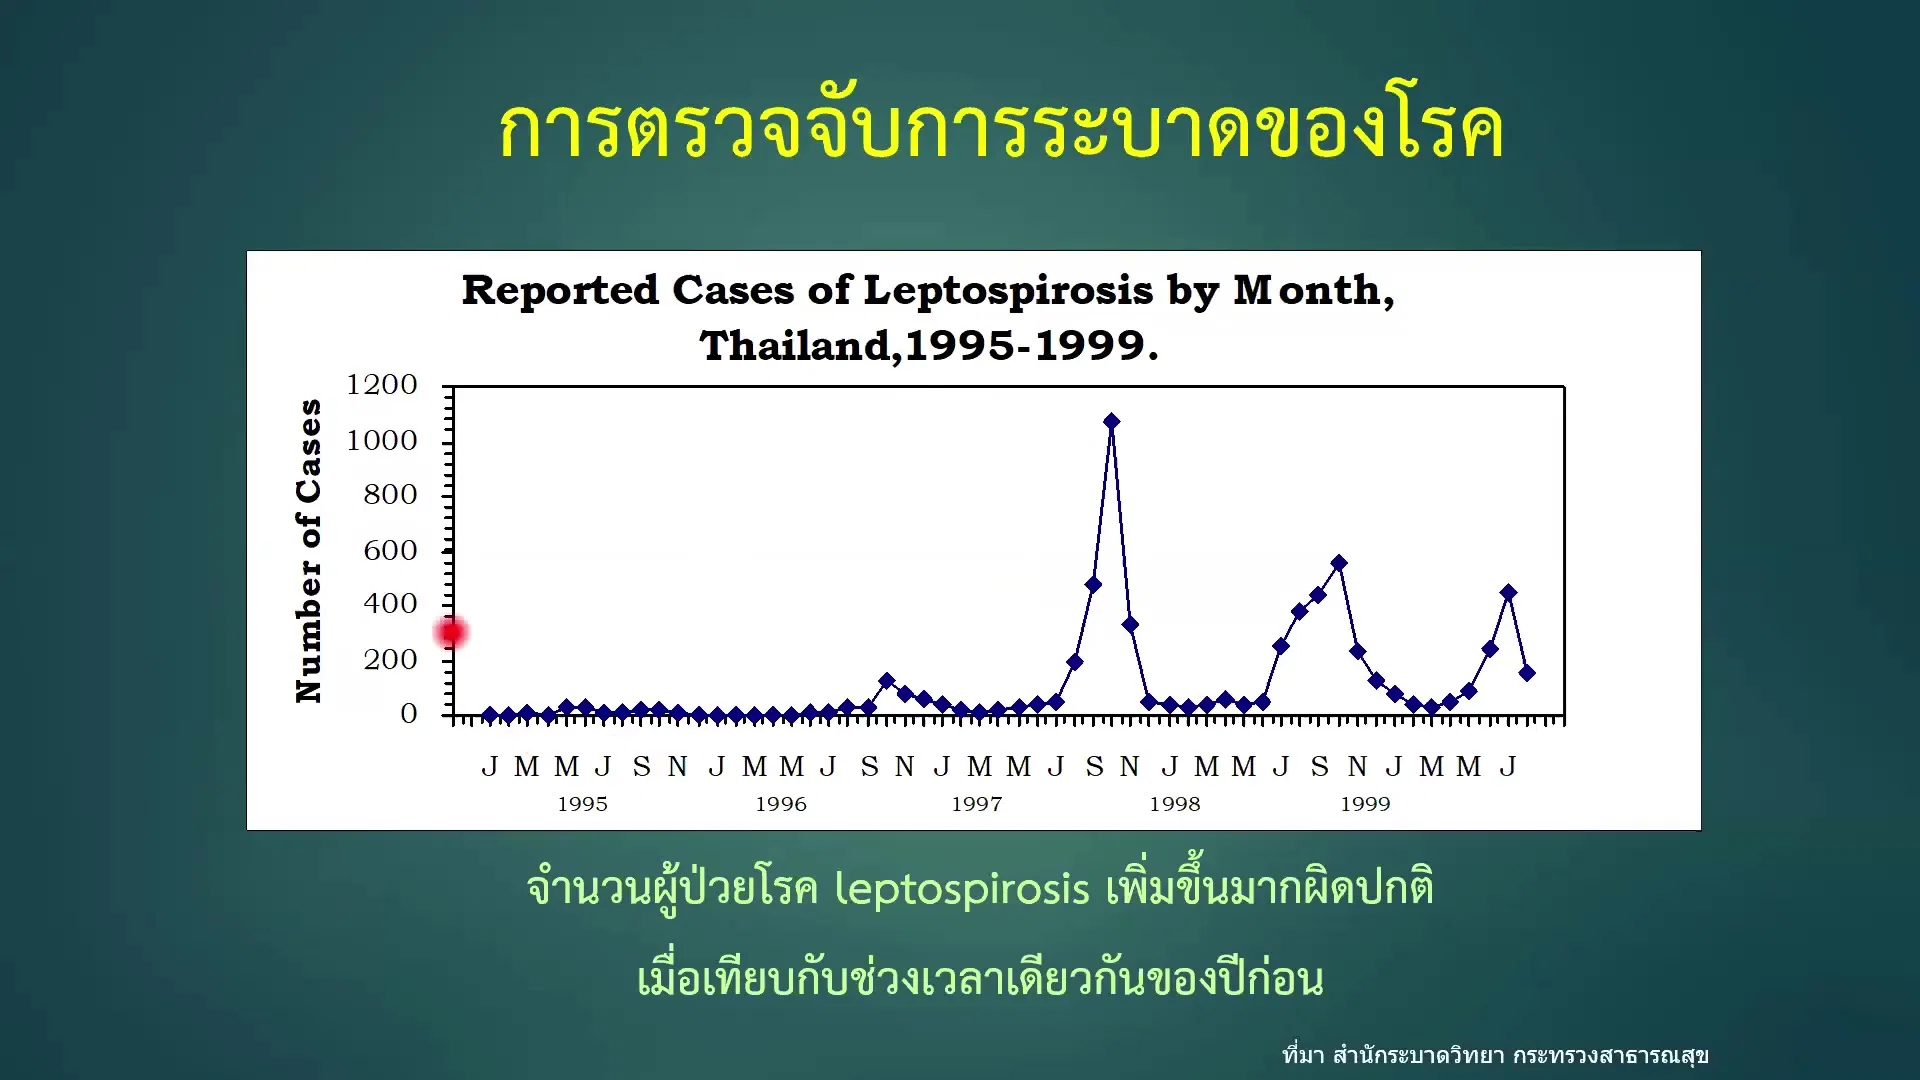 การตรวจจับการระบาดของโรค
Reported Cases of Leptospirosis by Month,
Thailand,1995-1999.
Number of Cases
1200
1000
800
600
400
200
0
J M M J S N J M M J S N J M M J S N J M M J S N J M M J
1995 1996 1997 1998 1999
จำนวนผู้ป่วยโรค leptospirosis เพิ่มขึ้นมากผิดปกติ
เมื่อเทียบกับช่วงเวลาเดียวกันของปีก่อน
ที่มา สำนักระบาดวิทยา กระทรวงสาธารณสุข